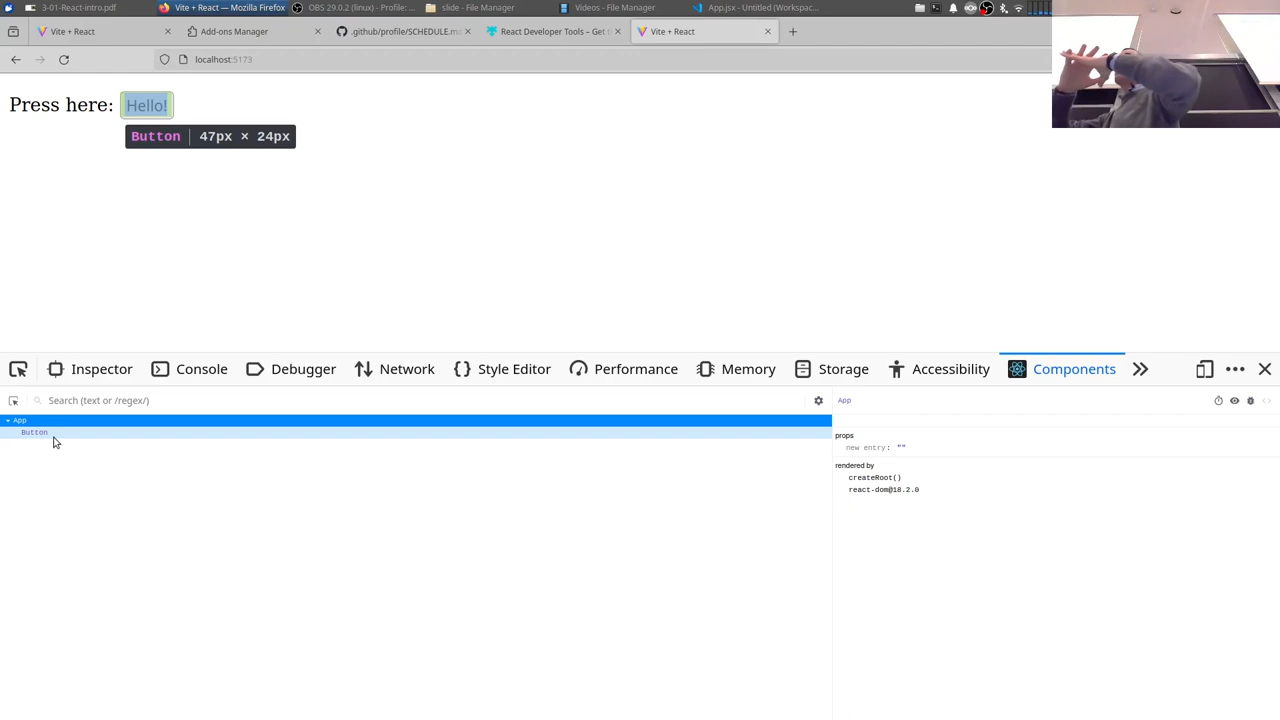 3-01-React-intro.pdf
Vite + React — Mozilla Firefox
OBS 29.0.2 (linux) - Profile: ...
slide - File Manager
Videos - File Manager
App.jsx - Untitled (Workspac...
Vite + React
Add-ons Manager
.github/profile/SCHEDULE.m
React Developer Tools – Get t
Vite + React
localhost:5173
Press here: Hello!
Button 47px × 24px
Inspector
Console
Debugger
Network
Style Editor
Performance
Memory
Storage
Accessibility
Components
Search (text or /regex/)
App
App
Button
props
new entry: ""
rendered by
createRoot()
react-dom@18.2.0